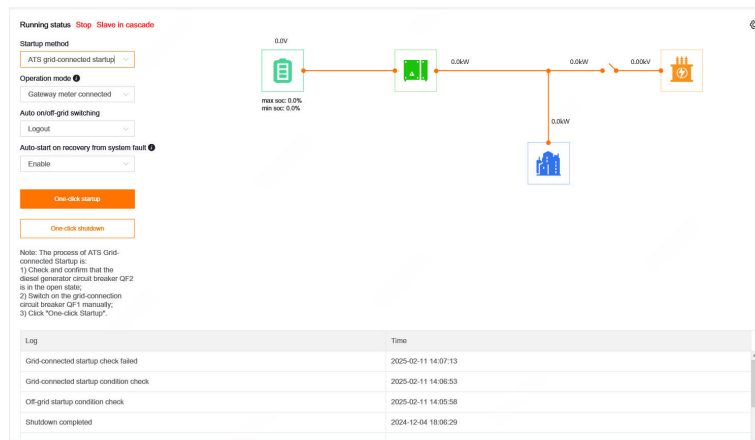 Running status Stop Slave in cascade
Startup method
ATS grid-connected startup
Operation mode
Gateway meter connected
Auto on/off-grid switching
Logout
Auto-start on recovery from system fault
Enable
One-click startup
One-click shutdown
Note: The process of ATS Grid-
connected Startup is:
1) Check and confirm that the
diesel generator circuit breaker QF2
is in the open state;
2) Switch on the grid-connection
circuit breaker QF1 manually;
3) Click "One-click Startup".
0.0V
max soc: 0.0%
min soc: 0.0%
0.0kW
0.0kW
0.00kV
0.0kW
Log Time
Grid-connected startup check failed 2025-02-11 14:07:13
Grid-connected startup condition check 2025-02-11 14:06:53
Off-grid startup condition check 2025-02-11 14:05:58
Shutdown completed 2024-12-04 18:06:29